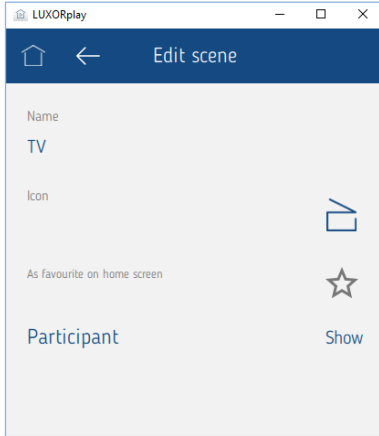 LUXORplay
Edit scene
Name
TV
Icon
As favourite on home screen
Participant Show